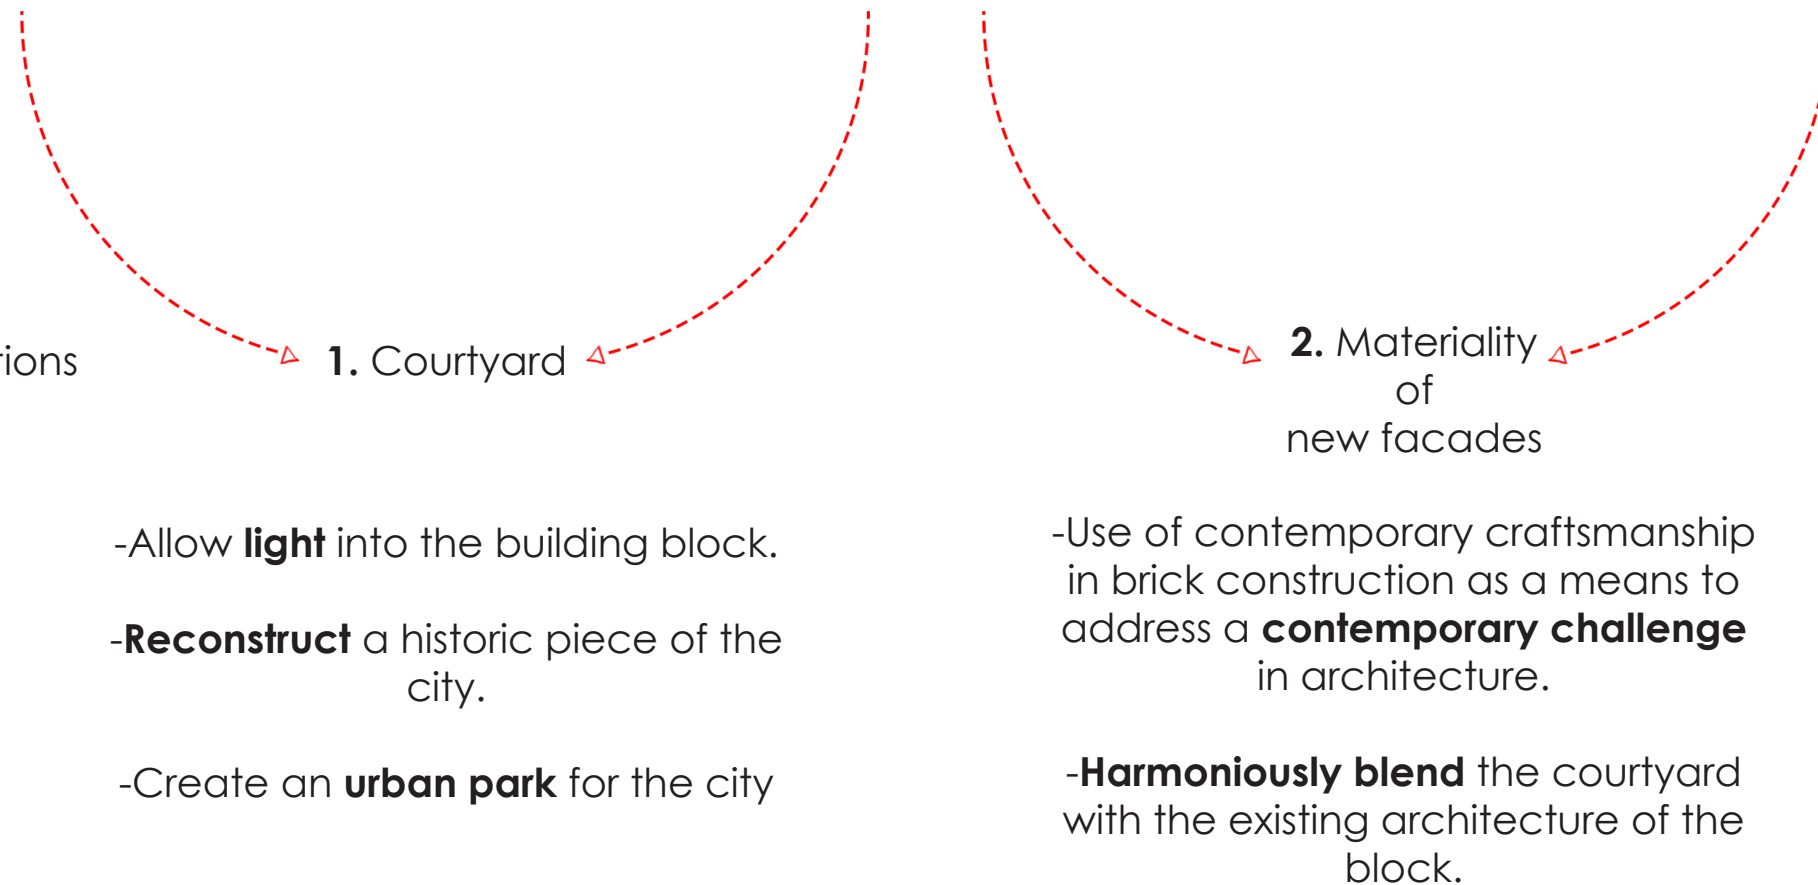 1. Courtyard
-Allow light into the building block.
-Reconstruct a historic piece of the
city.
-Create an urban park for the city
2. Materiality
of
new facades
-Use of contemporary craftsmanship
in brick construction as a means to
address a contemporary challenge
in architecture.
-Harmoniously blend the courtyard
with the existing architecture of the
block.